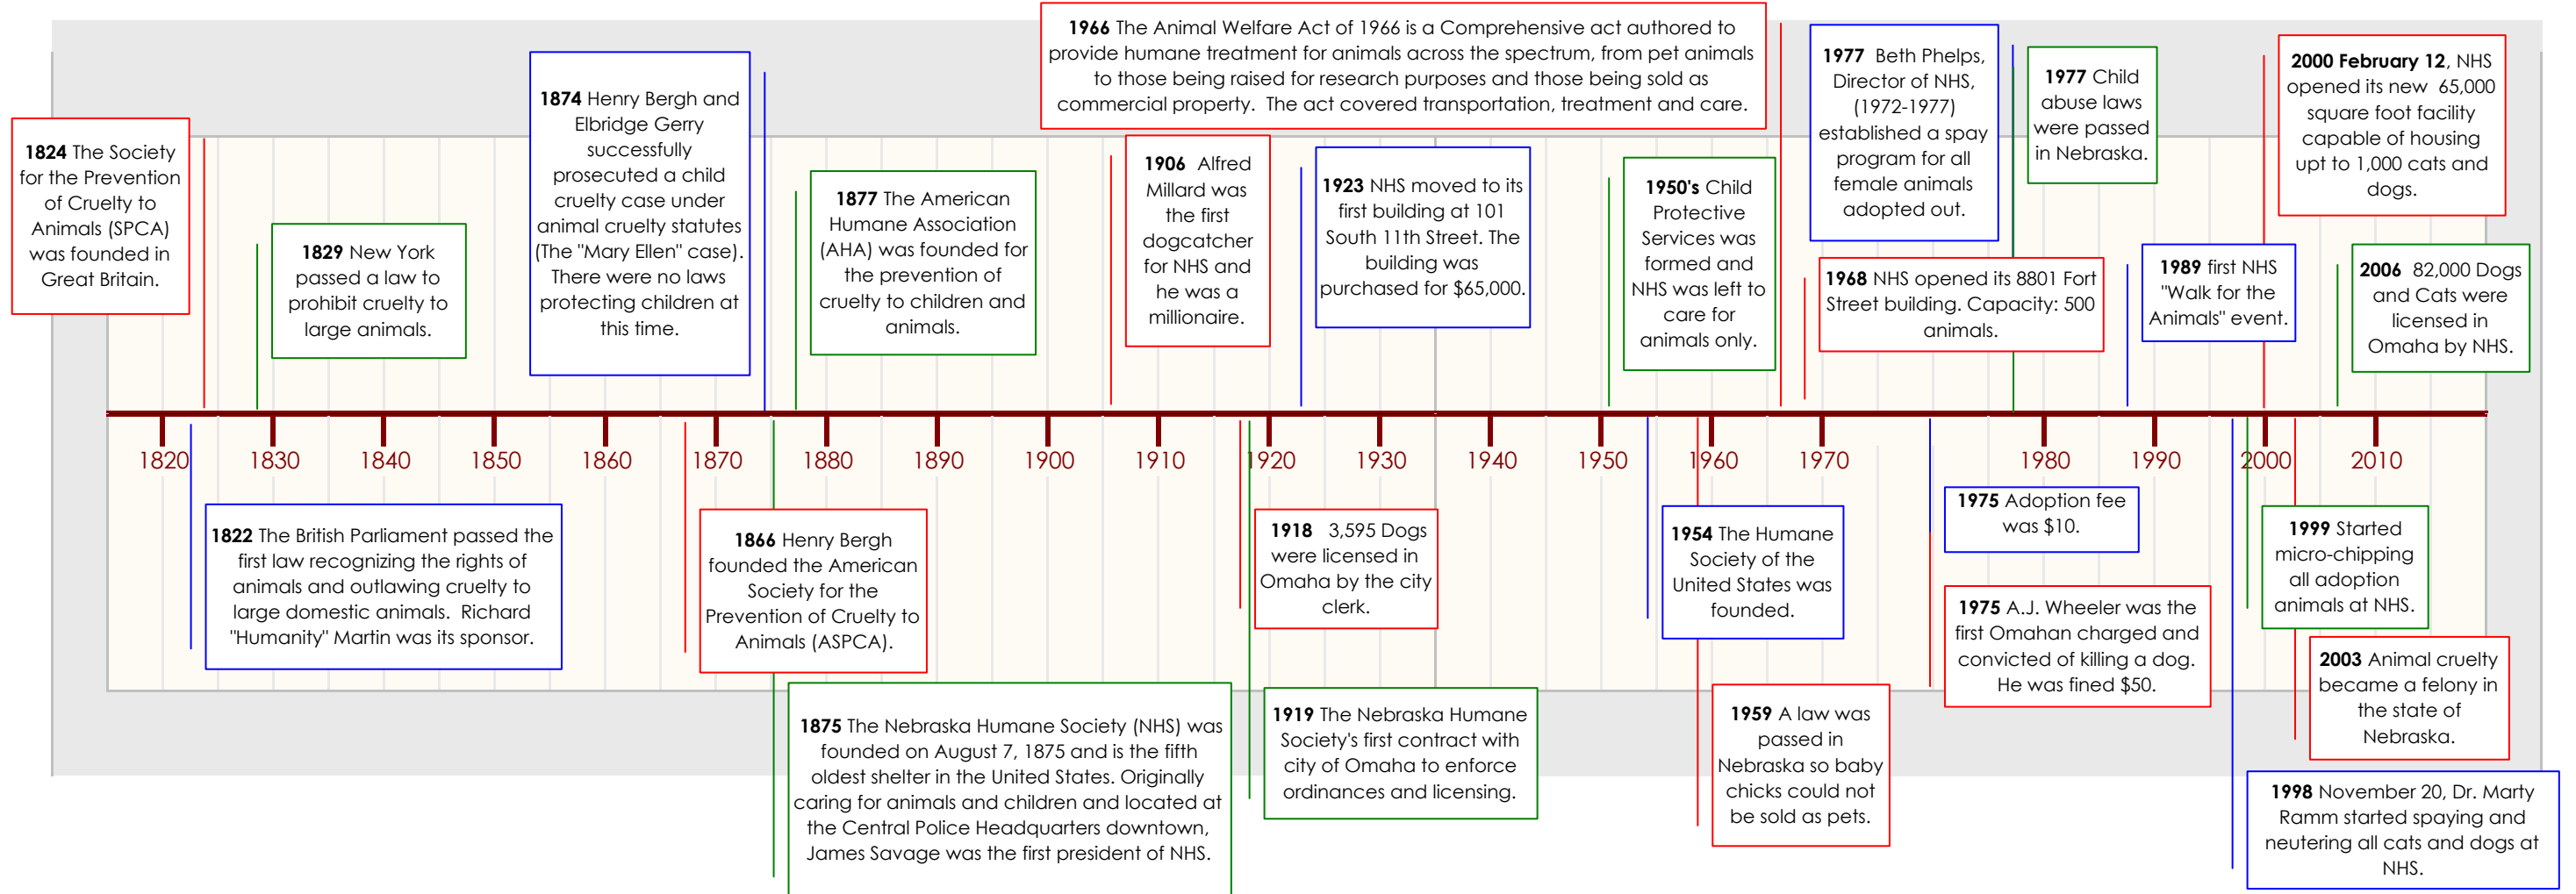 1966 The Animal Welfare Act of 1966 is a Comprehensive act authored to
provide humane treatment for animals across the spectrum, from pet animals
to those being raised for research purposes and those being sold as
commercial property.  The act covered transportation, treatment and care.
1824 The Society
for the Prevention
of Cruelty to
Animals (SPCA)
was founded in
Great Britain.
1829 New York
passed a law to
prohibit cruelty to
large animals.
1874 Henry Bergh and
Elbridge Gerry
successfully
prosecuted a child
cruelty case under
animal cruelty statutes
(The "Mary Ellen" case).
There were no laws
protecting children at
this time.
1877 The American
Humane Association
(AHA) was founded for
the prevention of
cruelty to children and
animals.
1906  Alfred
Millard was
the first
dogcatcher
for NHS and
he was a
millionaire.
1923 NHS moved to its
first building at 101
South 11th Street. The
building was
purchased for $65,000.
1950's Child
Protective
Services was
formed and
NHS was left to
care for
animals only.
1977  Beth Phelps,
Director of NHS,
(1972-1977)
established a spay
program for all
female animals
adopted out.
1977 Child
abuse laws
were passed
in Nebraska.
1968 NHS opened its 8801 Fort
Street building. Capacity: 500
animals.
1989 first NHS
"Walk for the
Animals" event.
2000 February 12, NHS
opened its new  65,000
square foot facility
capable of housing
upt to 1,000 cats and
dogs.
2006  82,000 Dogs
and Cats were
licensed in
Omaha by NHS.
1820 1830 1840 1850 1860 1870 1880 1890 1900 1910 1920 1930 1940 1950 1960 1970 1980 1990 2000 2010
1822 The British Parliament passed the
first law recognizing the rights of
animals and outlawing cruelty to
large domestic animals.  Richard
"Humanity" Martin was its sponsor.
1866 Henry Bergh
founded the American
Society for the
Prevention of Cruelty to
Animals (ASPCA).
1875 The Nebraska Humane Society (NHS) was
founded on August 7, 1875 and is the fifth
oldest shelter in the United States. Originally
caring for animals and children and located at
the Central Police Headquarters downtown,
James Savage was the first president of NHS.
1918  3,595 Dogs
were licensed in
Omaha by the city
clerk.
1919 The Nebraska Humane
Society's first contract with
city of Omaha to enforce
ordinances and licensing.
1954 The Humane
Society of the
United States was
founded.
1959 A law was
passed in
Nebraska so baby
chicks could not
be sold as pets.
1975 Adoption fee
was $10.
1975 A.J. Wheeler was the
first Omahan charged and
convicted of killing a dog.
He was fined $50.
1999 Started
micro-chipping
all adoption
animals at NHS.
2003 Animal cruelty
became a felony in
the state of
Nebraska.
1998 November 20, Dr. Marty
Ramm started spaying and
neutering all cats and dogs at
NHS.